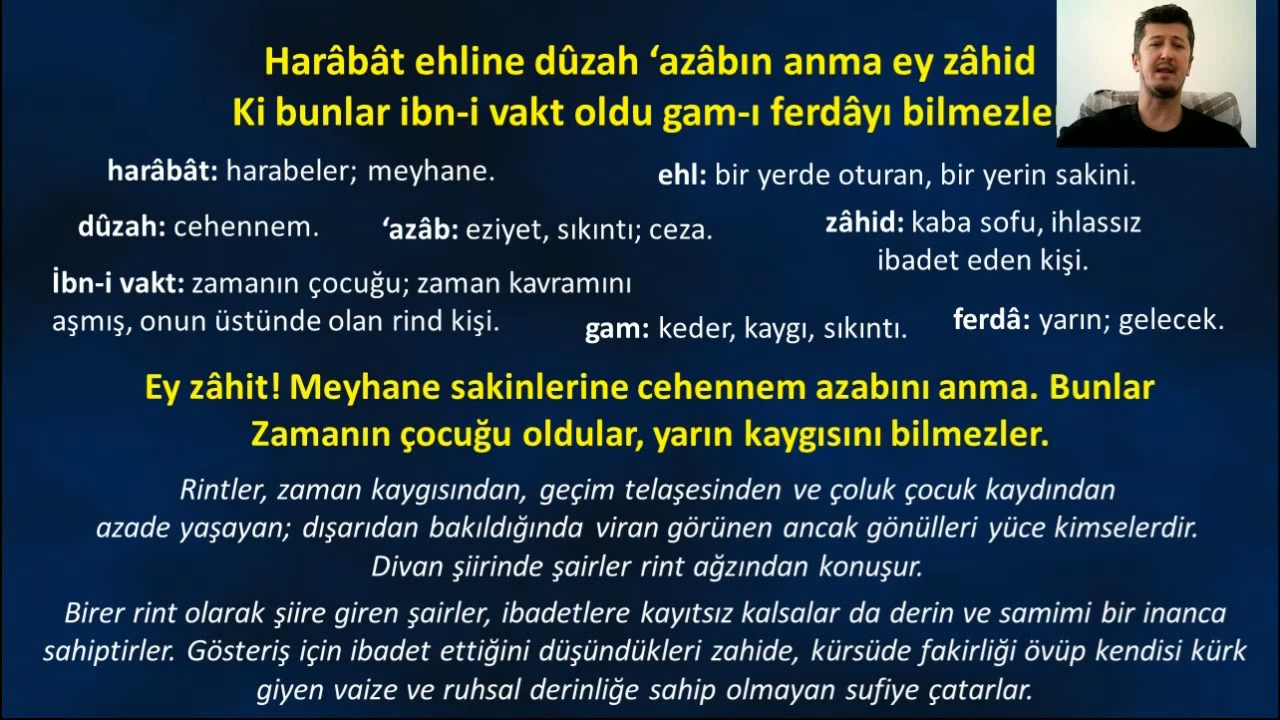 Harâbât ehline dûzah ‘azâbın anma ey zâhid
Ki bunlar ibn-i vakt oldu gam-ı ferdâyı bilmezler
harâbât: harabeler; meyhane.
ehl: bir yerde oturan, bir yerin sakini.
dûzah: cehennem.
‘azâb: eziyet, sıkıntı; ceza.
zâhid: kaba sofu, ihlassız
ibadet eden kişi.
İbn-i vakt: zamanın çocuğu; zaman kavramını
aşmış, onun üstünde olan rind kişi.
gam: keder, kaygı, sıkıntı.
ferdâ: yarın; gelecek.
Ey zâhit! Meyhane sakinlerine cehennem azabını anma. Bunlar
Zamanın çocuğu oldular, yarın kaygısını bilmezler.
Rintler, zaman kaygısından, geçim telaşesinden ve çoluk çocuk kaydından
azade yaşayan; dışarıdan bakıldığında viran görünen ancak gönülleri yüce kimselerdir.
Divan şiirinde şairler rint ağzından konuşur.
Birer rint olarak şiire giren şairler, ibadetlere kayıtsız kalsalar da derin ve samimi bir inanca
sahiptirler. Gösteriş için ibadet ettiğini düşündükleri zahide, kürsüde fakirliği övüp kendisi kürk
giyen vaize ve ruhsal derinliğe sahip olmayan sufiye çatarlar.